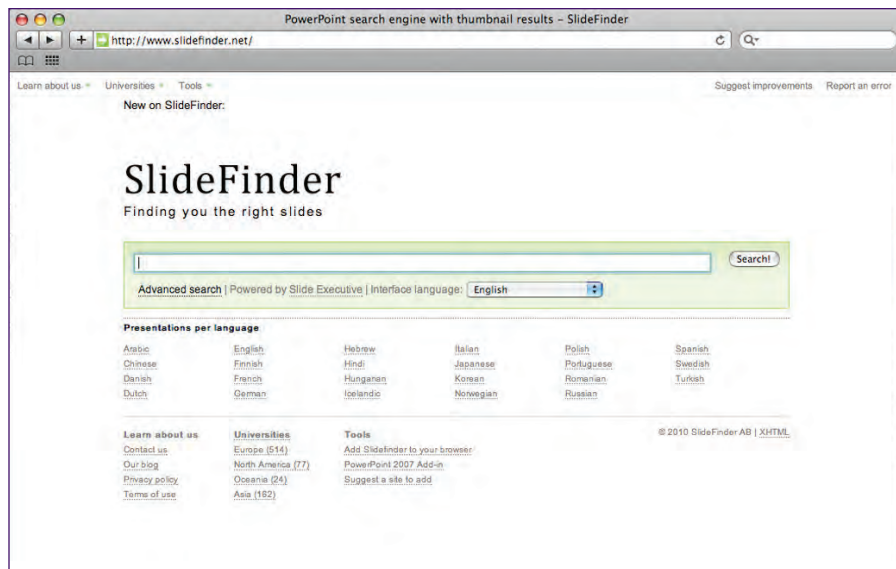 PowerPoint search engine with thumbnail results – SlideFinder
http://www.slidefinder.net/
Q
Learn about us Universities Tools Suggest improvements Report an error
New on SlideFinder:
SlideFinder
Finding you the right slides
Search!
Advanced search | Powered by Slide Executive | Interface language: English
Presentations per language
Arabic English Hebrew Italian Polish Spanish
Chinese Finnish Hindi Japanese Portuguese Swedish
Danish French Hungarian Korean Romanian Turkish
Dutch German Icelandic Norwegian Russian
Learn about us Universities Tools © 2010 SlideFinder AB | XHTML
Contact us Europe (514) Add Slidefinder to your browser
Our blog North America (77) PowerPoint 2007 Add-in
Privacy policy Oceania (24) Suggest a site to add
Terms of use Asia (162)